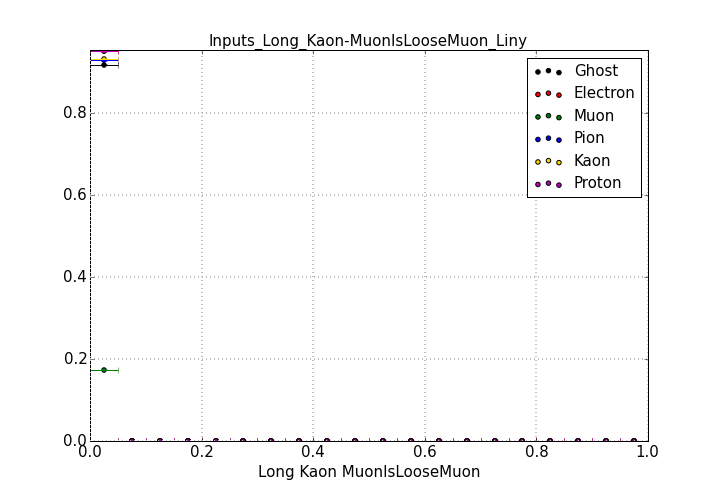 Inputs_Long_Kaon-MuonIsLooseMuon_Liny
Ghost
Electron
Muon
Pion
Kaon
Proton
0.8
0.6
0.4
0.2
0.0
0.0 0.2 0.4 0.6 0.8 1.0
Long Kaon MuonIsLooseMuon